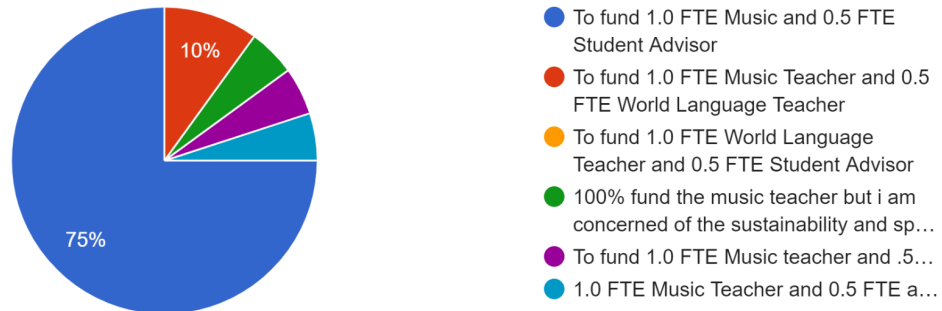 To fund 1.0 FTE Music and 0.5 FTE
Student Advisor
10%
To fund 1.0 FTE Music Teacher and 0.5
FTE World Language Teacher
To fund 1.0 FTE World Language
Teacher and 0.5 FTE Student Advisor
100% fund the music teacher but i am
concerned of the sustainability and sp…
75%
To fund 1.0 FTE Music teacher and .5…
1.0 FTE Music Teacher and 0.5 FTE a…